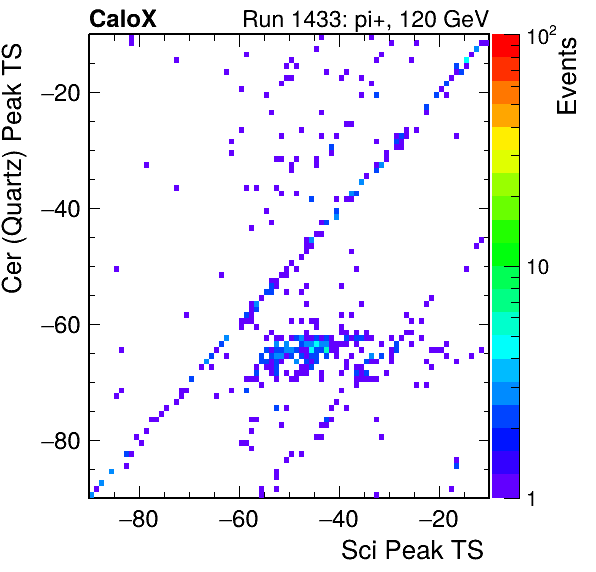 CaloX Run 1433: pi+, 120 GeV
Cer (Quartz) Peak TS
−20
−40
−60
−80
−80 −60 −40 −20
Sci Peak TS
10²
10
1
Events